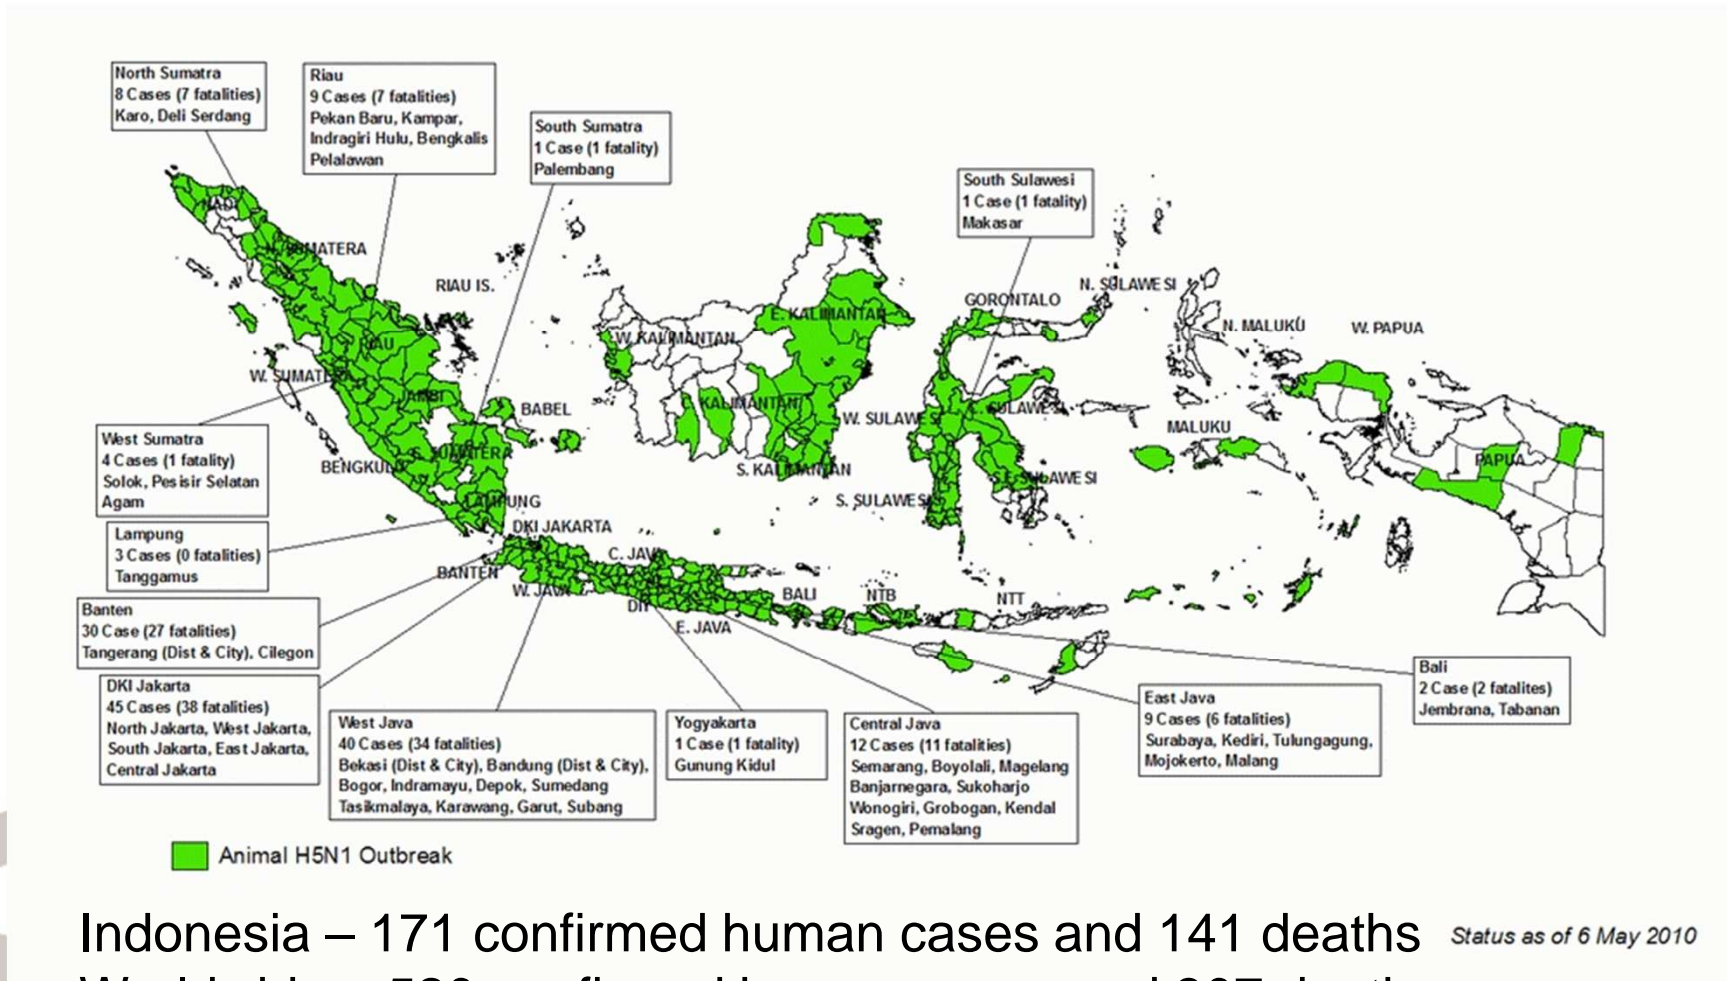 North Sumatra
8 Cases (7 fatalities)
Karo, Deli Serdang
Riau
9 Cases (7 fatalities)
Pekan Baru, Kampar,
Indragiri Hulu, Bengkalis
Pelalawan
South Sumatra
1 Case (1 fatality)
Palembang
South Sulawesi
1 Case (1 fatality)
Makasar
NAD
N. SUMATERA
RIAU IS.
GORONTALO
N. SULAWESI
E. KALIMANTAN
W. KALIMANTAN
N. MALUKU
W. PAPUA
RIAU
W. SUMATERA
JAMBI
BABEL
KALIMANTAN
W. SULAWESI
C. SULAWESI
MALUKU
BENGKULU
S. SUMATERA
S. KALIMANTAN
PAPUA
S.E. SULAWESI
LAMPUNG
S. SULAWESI
DKI JAKARTA
C. JAVA
BANTEN
W. JAVA
BALI
NTB
NTT
E. JAVA
West Sumatra
4 Cases (1 fatality)
Solok, Pesisir Selatan
Agam
Lampung
3 Cases (0 fatalities)
Tanggamus
Banten
30 Case (27 fatalities)
Tangerang (Dist & City), Cilegon
DKI Jakarta
45 Cases (38 fatalities)
North Jakarta, West Jakarta,
South Jakarta, East Jakarta,
Central Jakarta
West Java
40 Cases (34 fatalities)
Bekasi (Dist & City), Bandung (Dist & City),
Bogor, Indramayu, Depok, Sumedang
Tasikmalaya, Karawang, Garut, Subang
Yogyakarta
1 Case (1 fatality)
Gunung Kidul
Central Java
12 Cases (11 fatalities)
Semarang, Boyolali, Magelang
Banjarnegara, Sukoharjo
Wonogiri, Grobogan, Kendal
Sragen, Pemalang
East Java
9 Cases (6 fatalities)
Surabaya, Kediri, Tulungagung,
Mojokerto, Malang
Bali
2 Case (2 fatalites)
Jembrana, Tabanan
Animal H5N1 Outbreak
Indonesia – 171 confirmed human cases and 141 deaths
Status as of 6 May 2010